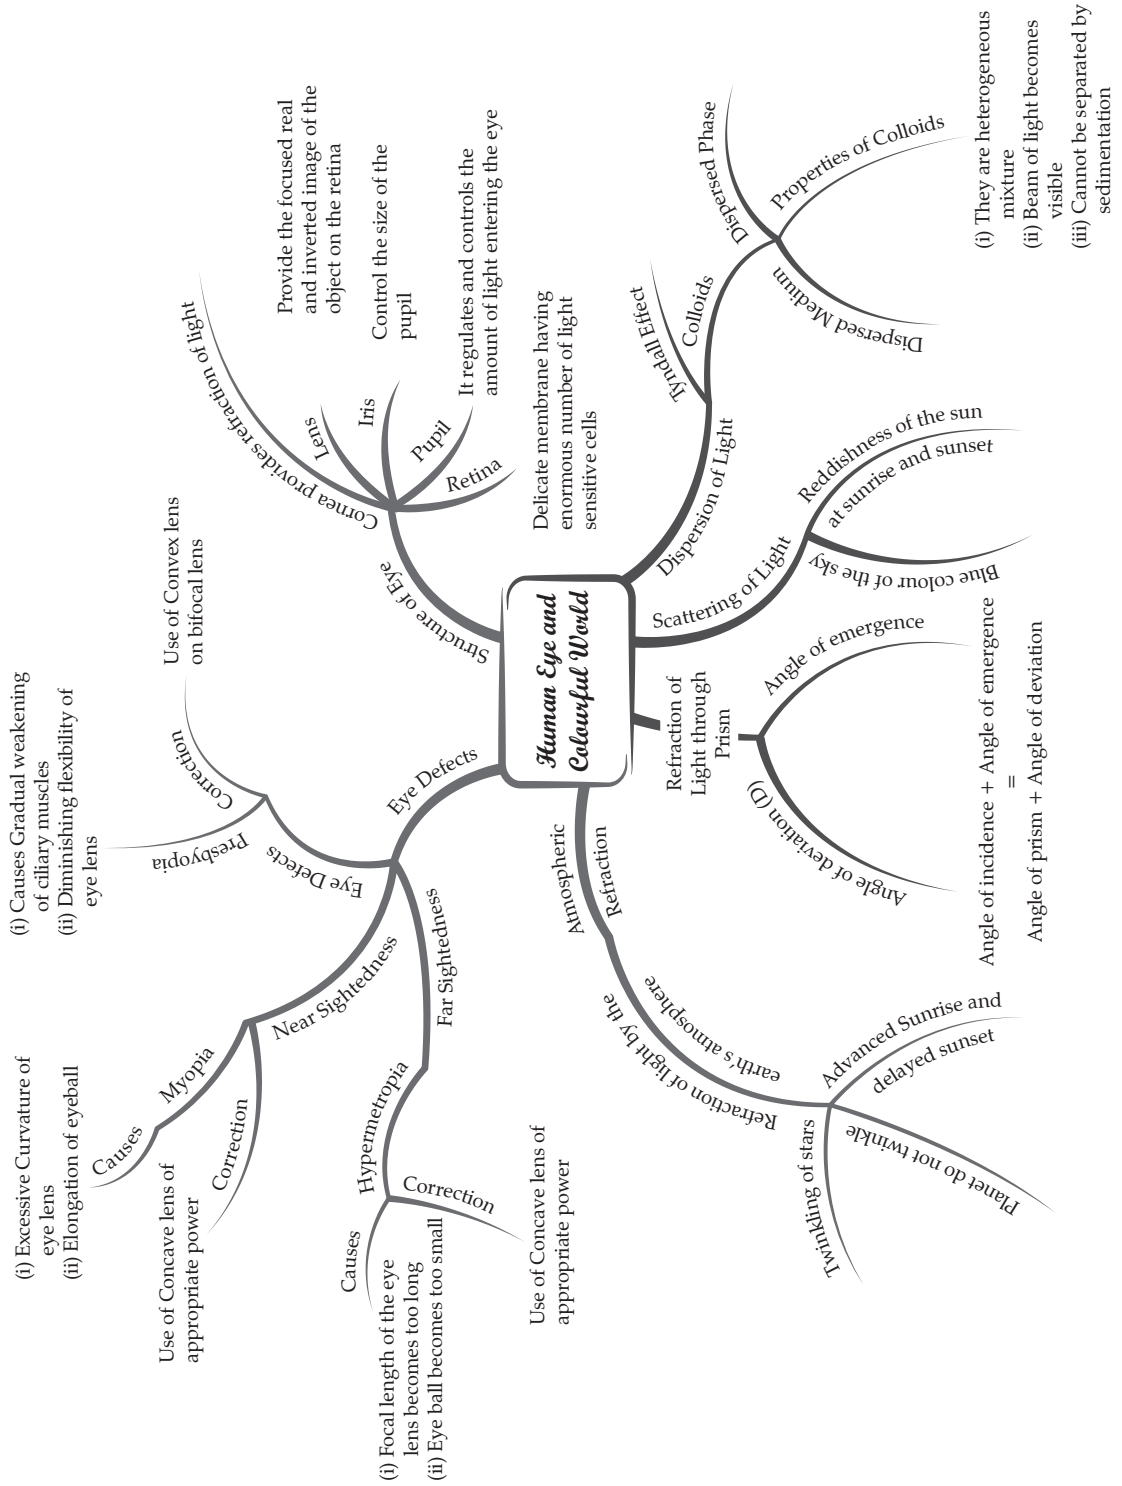 Human Eye and
Colourful World
Structure of Eye
Cornea provides refraction of light
Lens
Provide the focused real
and inverted image of the
object on the retina
Iris
Control the size of the
pupil
Pupil
It regulates and controls the
amount of light entering the eye
Retina
Delicate membrane having
enormous number of light
sensitive cells
Dispersion of Light
Tyndall Effect
Colloids
Dispersed Phase
Properties of Colloids
(i) They are heterogeneous
mixture
(ii) Beam of light becomes
visible
(iii) Cannot be separated by
sedimentation
Dispersed Medium
Scattering of Light
Reddishness of the sun
at sunrise and sunset
Blue colour of the sky
Refraction of
Light through
Prism
Angle of emergence
Angle of deviation (D)
Angle of incidence + Angle of emergence
=
Angle of prism + Angle of deviation
Atmospheric
Refraction
Refraction of light by the
earth's atmosphere
Advanced Sunrise and
delayed sunset
Planet do not twinkle
Twinkling of stars
Eye Defects
Eye Defects
Correction
Use of Convex lens
on bifocal lens
Presbyopia
(i) Causes Gradual weakening
of ciliary muscles
(ii) Diminishing flexibility of
eye lens
Near Sightedness
Myopia
Causes
(i) Excessive Curvature of
eye lens
(ii) Elongation of eyeball
Correction
Use of Concave lens of
appropriate power
Far Sightedness
Hypermetropia
Causes
(i) Focal length of the eye
lens becomes too long
(ii) Eye ball becomes too small
Correction
Use of Concave lens of
appropriate power